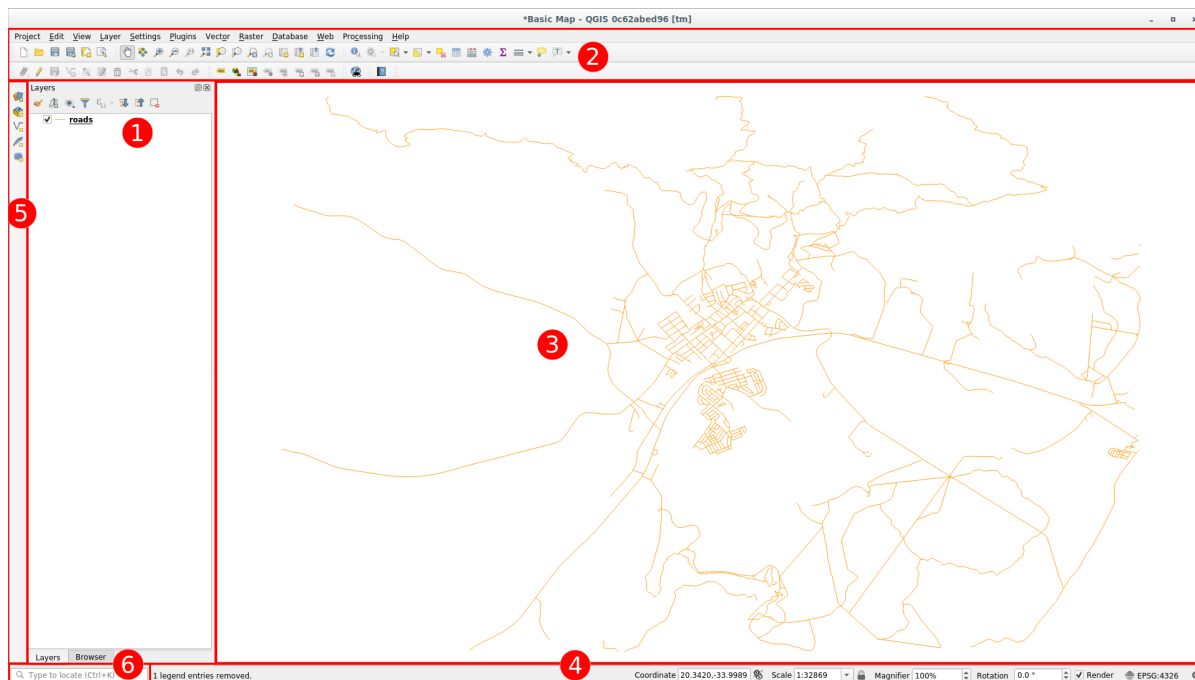 *Basic Map - QGIS 0c62abed96 [tm]
Project Edit View Layer Settings Plugins Vector Raster Database Web Processing Help
2
Layers
roads
1
5
3
Layers Browser
6
4
Type to locate (Ctrl+K)
1 legend entries removed.
Coordinate 20.3420,-33.9989 Scale 1:32869 Magnifier 100% Rotation 0.0 ° Render EPSG:4326